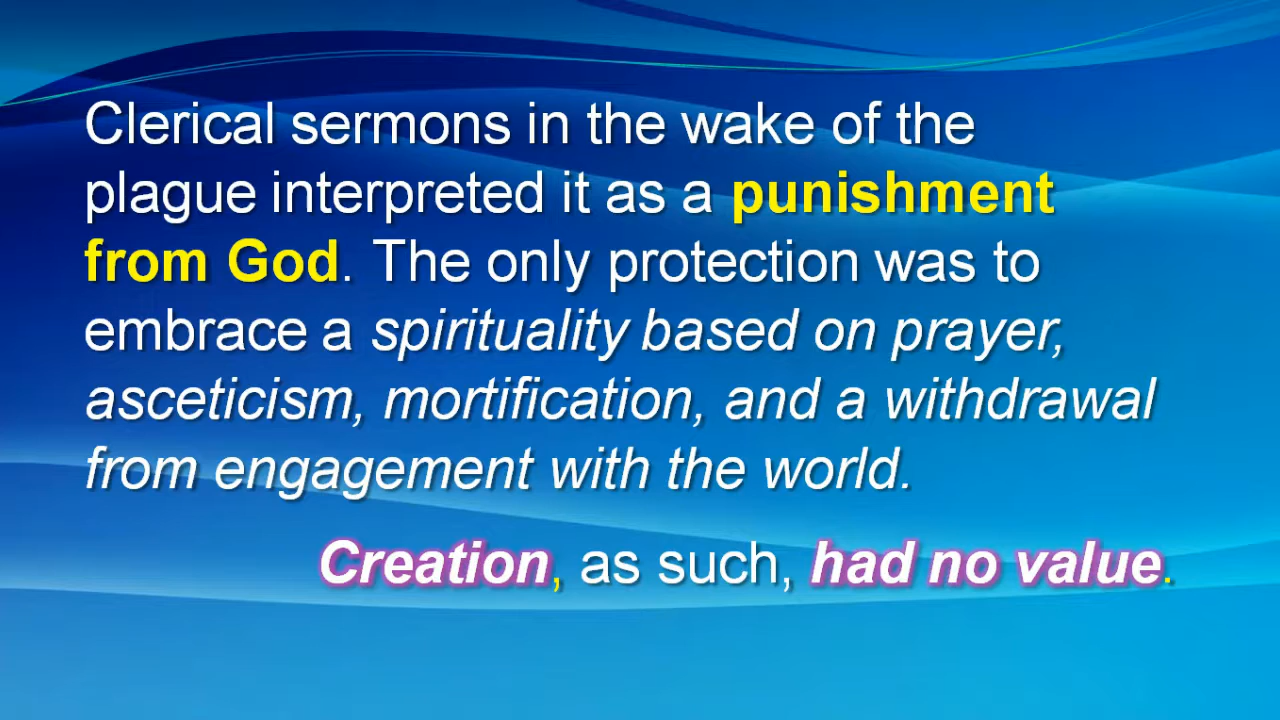 Clerical sermons in the wake of the
plague interpreted it as a punishment
from God. The only protection was to
embrace a spirituality based on prayer,
asceticism, mortification, and a withdrawal
from engagement with the world.
Creation, as such, had no value.